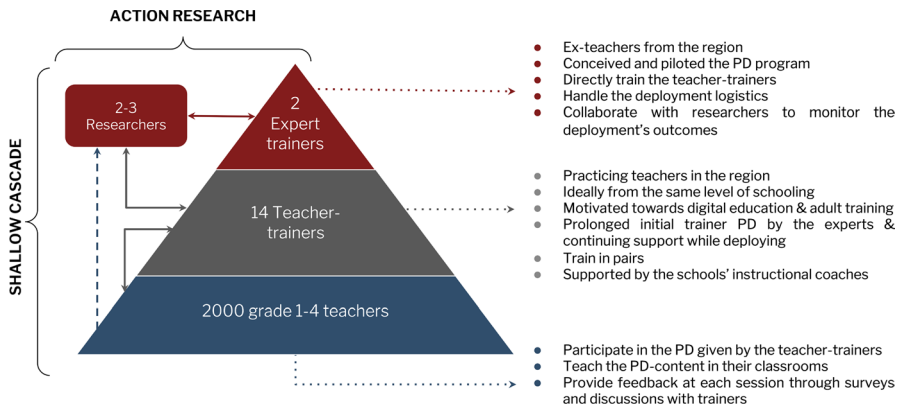 ACTION RESEARCH
SHALLOW CASCADE
2-3
Researchers
2
Expert
trainers
14 Teacher-
trainers
2000 grade 1-4 teachers
● Ex-teachers from the region
● Conceived and piloted the PD program
● Directly train the teacher-trainers
● Handle the deployment logistics
● Collaborate with researchers to monitor the
deployment's outcomes
● Practicing teachers in the region
● Ideally from the same level of schooling
● Motivated towards digital education & adult training
● Prolonged initial trainer PD by the experts &
continuing support while deploying
● Train in pairs
● Supported by the schools' instructional coaches
● Participate in the PD given by the teacher-trainers
● Teach the PD-content in their classrooms
● Provide feedback at each session through surveys
and discussions with trainers